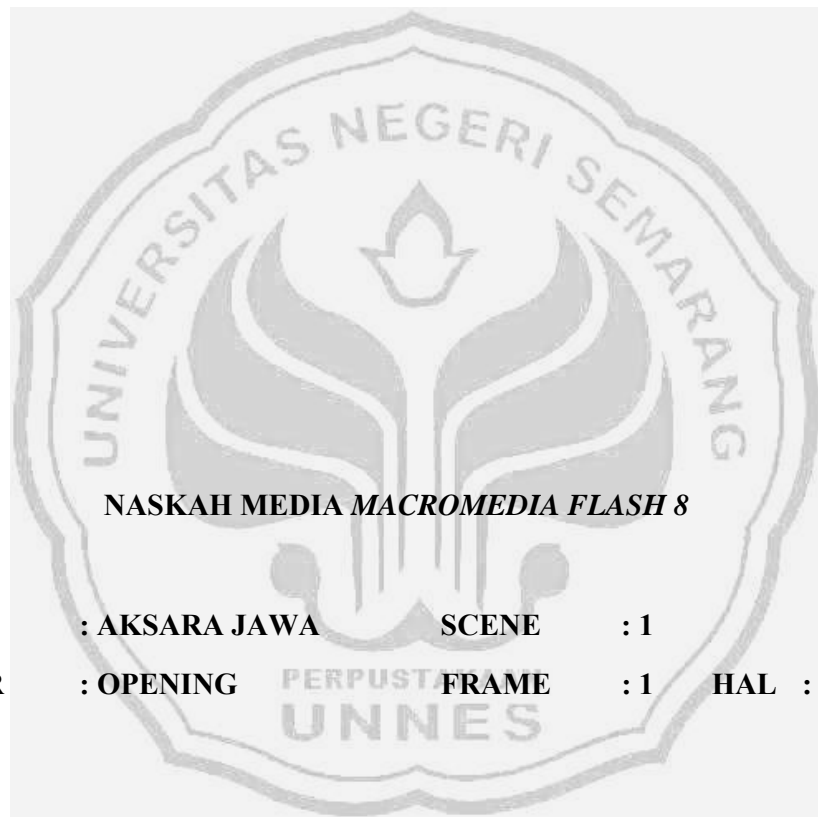 UNIVERSITAS NEGERI SEMARANG
NASKAH MEDIA MACROMEDIA FLASH 8
: AKSARA JAWA SCENE : 1
R : OPENING FRAME : 1 HAL :
PERPUSTAKAAN
UNNES